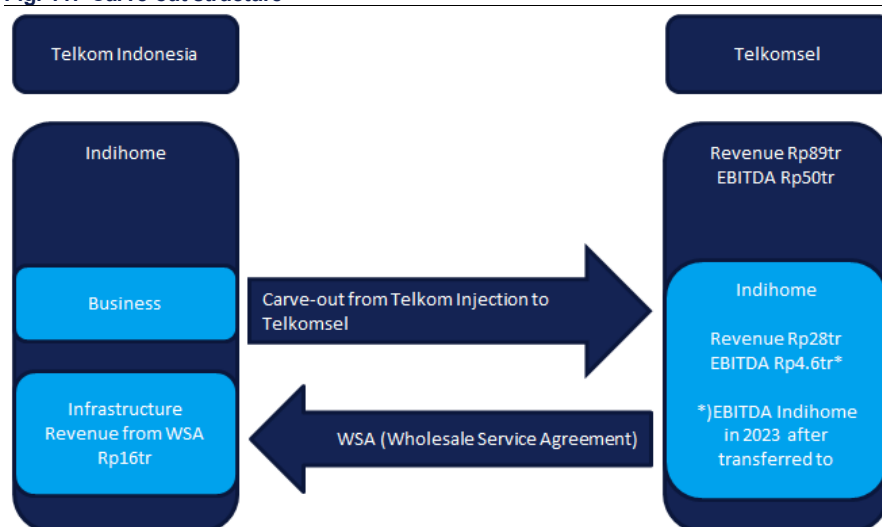 Telkom Indonesia
Telkomsel
Indihome
Business
Infrastructure
Revenue from WSA
Rp16tr
Carve-out from Telkom Injection to
Telkomsel
WSA (Wholesale Service Agreement)
Revenue Rp89tr
EBITDA Rp50tr
Indihome
Revenue Rp28tr
EBITDA Rp4.6tr*
*)EBITDA Indihome
in 2023 after
transferred to